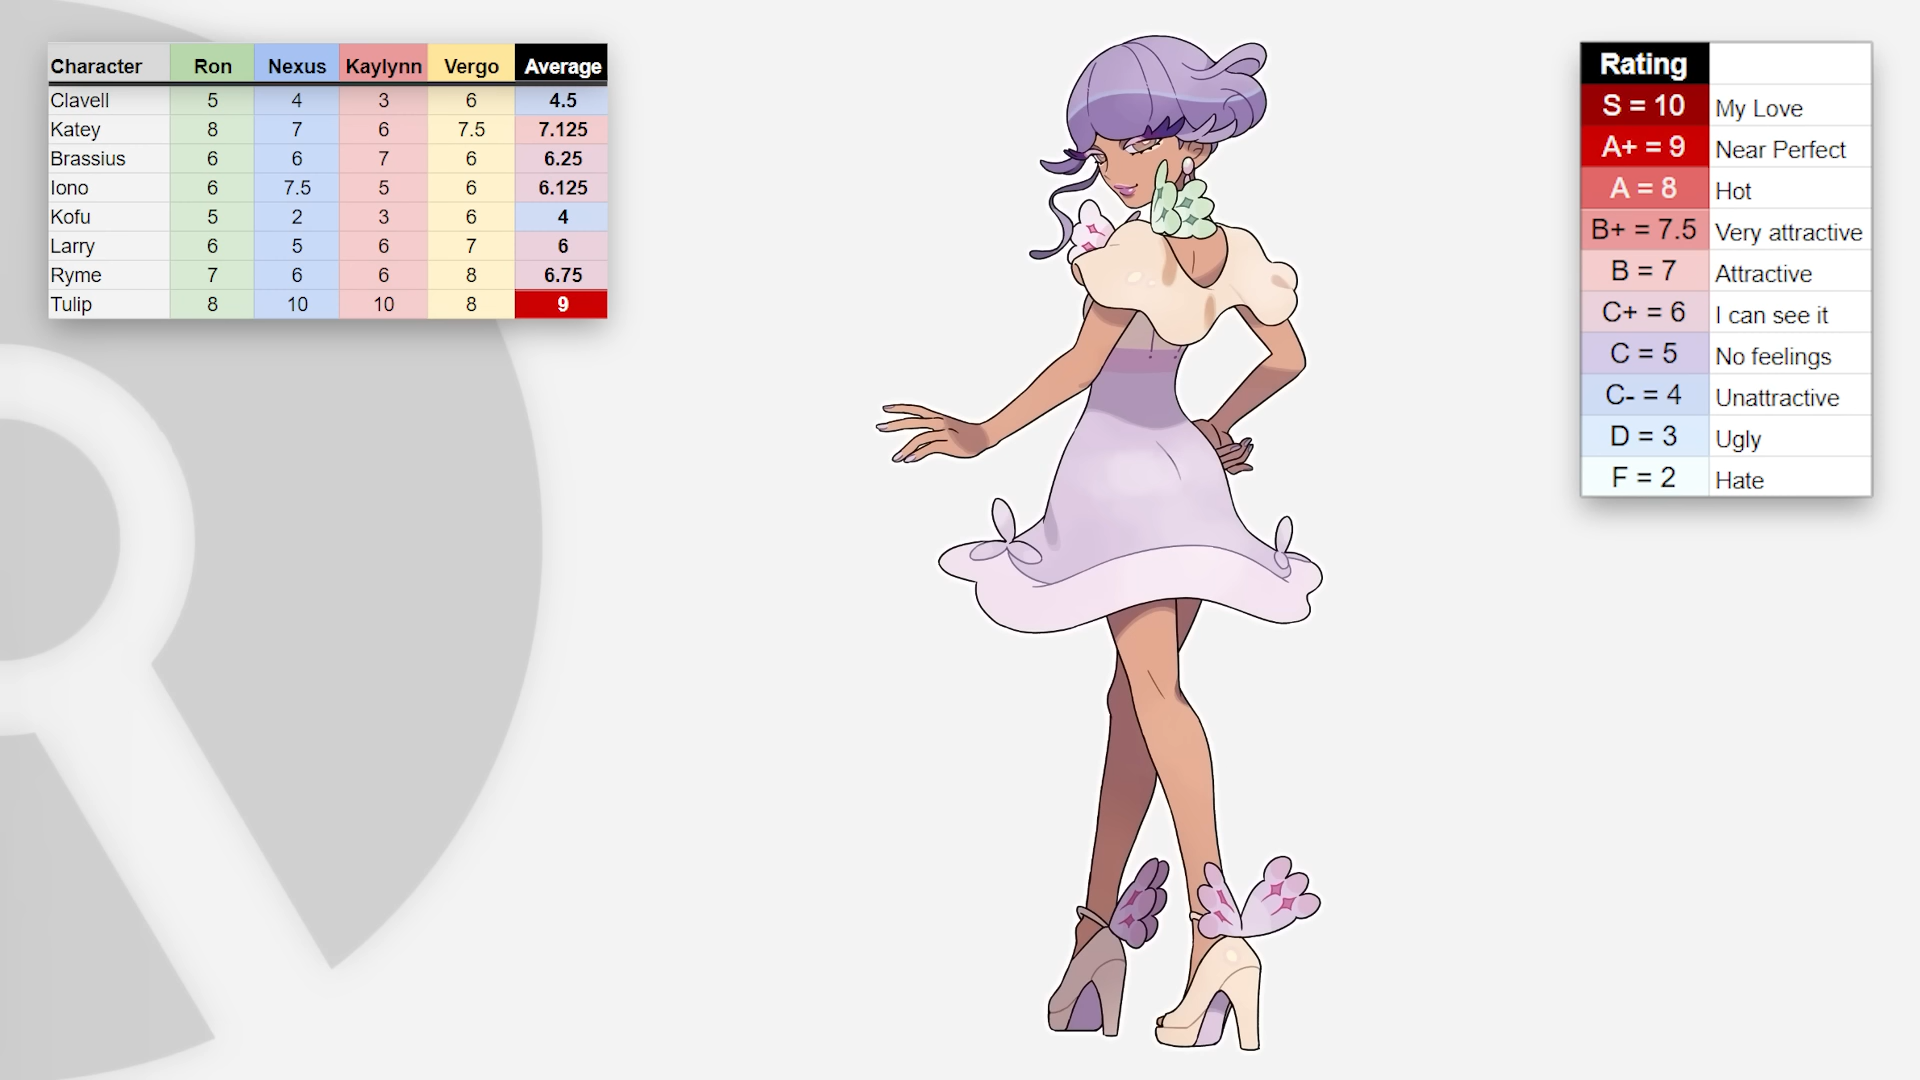 Character Ron Nexus Kaylynn Vergo Average
Clavell 5 4 3 6 4.5
Katey 8 7 6 7.5 7.125
Brassius 6 6 7 6 6.25
Iono 6 7.5 5 6 6.125
Kofu 5 2 3 6 4
Larry 6 5 6 7 6
Ryme 7 6 6 8 6.75
Tulip 8 10 10 8 9
Rating
S = 10 My Love
A+ = 9 Near Perfect
A = 8 Hot
B+ = 7.5 Very attractive
B = 7 Attractive
C+ = 6 I can see it
C = 5 No feelings
C- = 4 Unattractive
D = 3 Ugly
F = 2 Hate